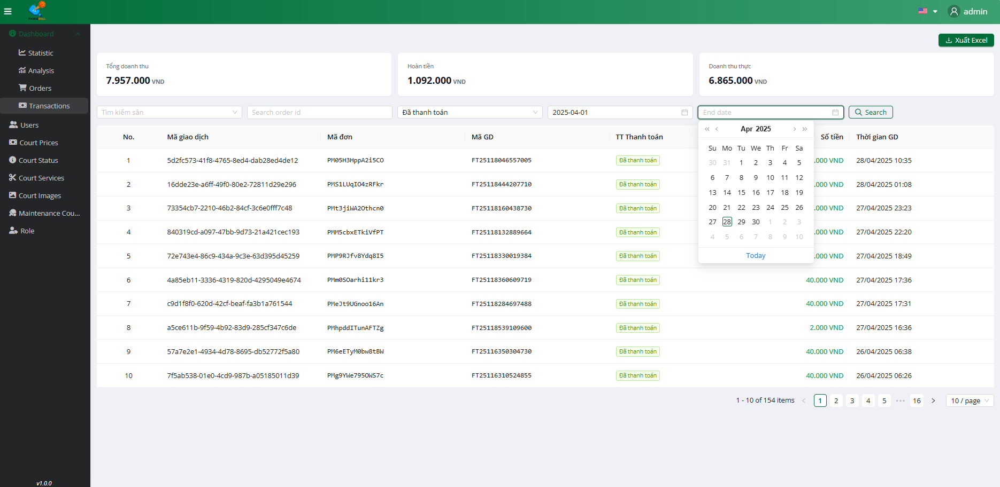 PICKLEBALL
admin
Dashboard
Statistic
Analysis
Orders
Transactions
Users
Court Prices
Court Status
Court Services
Court Images
Maintenance Cou...
Role
v1.0.0
Xuất Excel
Tổng doanh thu
7.957.000 VND
Hoàn tiền
1.092.000 VND
Doanh thu thực
6.865.000 VND
Tìm kiếm sân
Search order id
Đã thanh toán
2025-04-01
End date
Search
No. Mã giao dịch Mã đơn Mã GD TT Thanh toán Số tiền Thời gian GD
1 5d2fc573-41f8-4765-8ed4-dab28ed4de12 PM05H3HppA2i5CO FT25118046557005 Đã thanh toán .000 VND 28/04/2025 10:35
2 16dde23e-a6ff-49f0-80e2-72811d29e296 PMS1LUqIO4zRFkr FT25118444207710 Đã thanh toán .000 VND 28/04/2025 01:08
3 73354cb7-2210-46b2-84cf-3c6e0fff7c48 PMt3jiWA2Othcn0 FT25118160438730 Đã thanh toán .000 VND 27/04/2025 23:23
4 840319cd-a097-47bb-9d73-21a421cec193 PMM5cbxETkiVfPT FT25118132889664 Đã thanh toán .000 VND 27/04/2025 22:20
5 72e743e4-86c9-434a-9c3e-63d395d45259 PMP9RJfv8Ydq8I5 FT25118330019384 Đã thanh toán .000 VND 27/04/2025 18:49
6 4a85eb11-3336-4319-820d-4295049e4674 PMm0SOarhi11kr3 FT25118360609719 Đã thanh toán 40.000 VND 27/04/2025 17:36
7 c9d1f8f0-620d-42cf-beaf-fa3b1a761544 PMeJt9UGnoo16An FT25118284697488 Đã thanh toán 40.000 VND 27/04/2025 17:31
8 a5ce611b-9f59-4b92-83d9-285cf347c6de PMhpddITunAFTZg FT25118539109600 Đã thanh toán 2.000 VND 27/04/2025 16:36
9 57a7e2e1-4934-4d78-8695-db52772f5a80 PM6eETyM0bw8tBW FT25116350304730 Đã thanh toán 40.000 VND 26/04/2025 06:38
10 7f5ab538-01e0-4cd9-987b-a05185011d39 PMg9YWe795OWS7c FT25116310524855 Đã thanh toán 40.000 VND 26/04/2025 06:26
Apr 2025
Su Mo Tu We Th Fr Sa
30 31 1 2 3 4 5
6 7 8 9 10 11 12
13 14 15 16 17 18 19
20 21 22 23 24 25 26
27 28 29 30 1 2 3
4 5 6 7 8 9 10
Today
1 - 10 of 154 items 1 2 3 4 5 ••• 16 10 / page